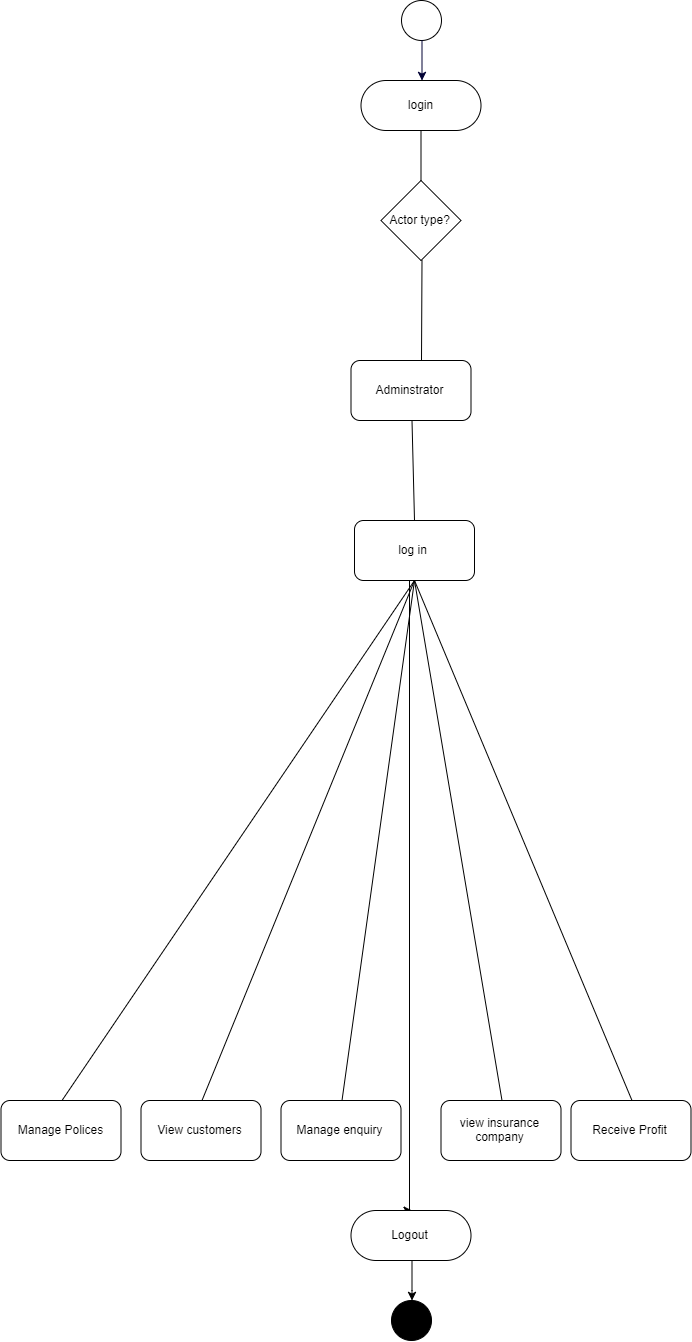 login
Actor type?
Adminstrator
log in
Manage Polices
View customers
Manage enquiry
view insurance
company
Receive Profit
Logout